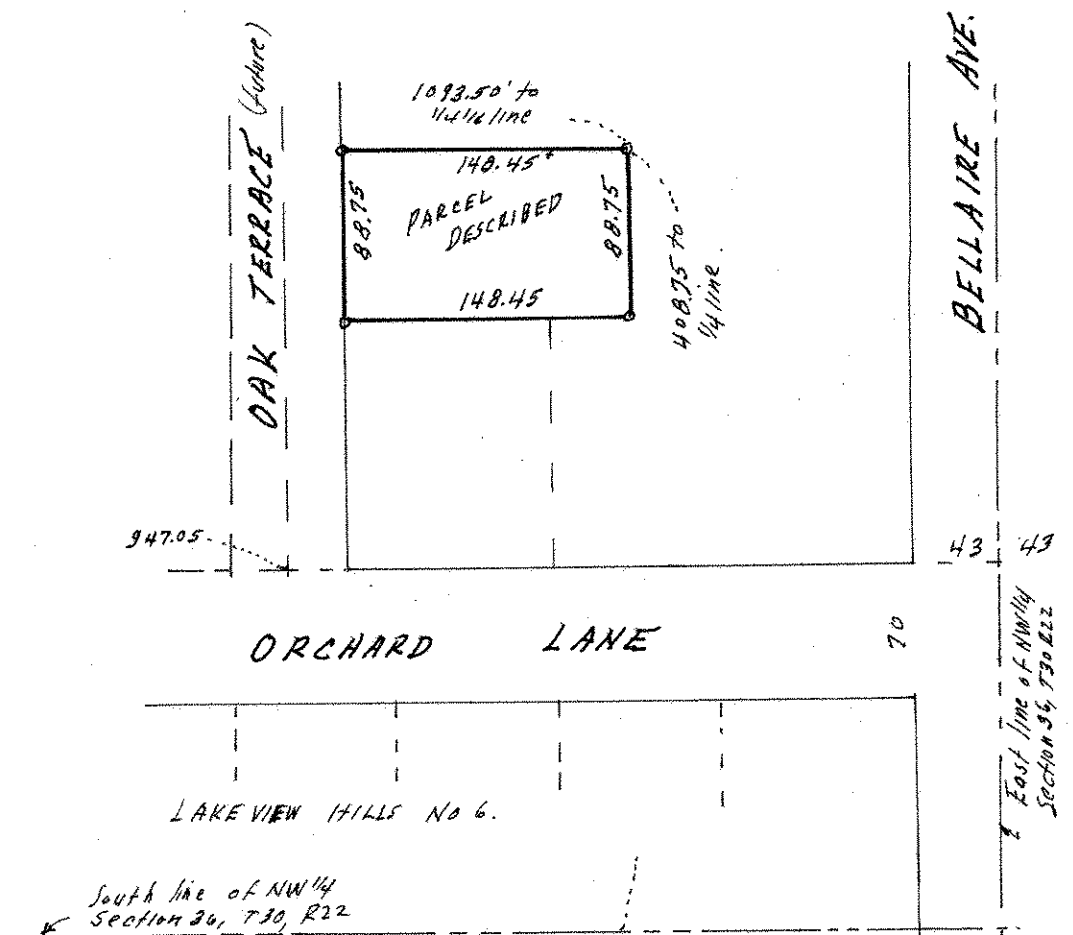 OAK TERRACE (future)
1093.50' to
1/4 1/16 line
148.45'
88.75
PARCEL
DESCRIBED
88.75
148.45
408.75 to
1/4 line.
BELLAIRE AVE.
947.05
43 43
ORCHARD LANE
70
East line of NW 1/4
Section 36, T30 R22
LAKEVIEW HILLS No 6.
South line of NW 1/4
Section 36, T30, R22